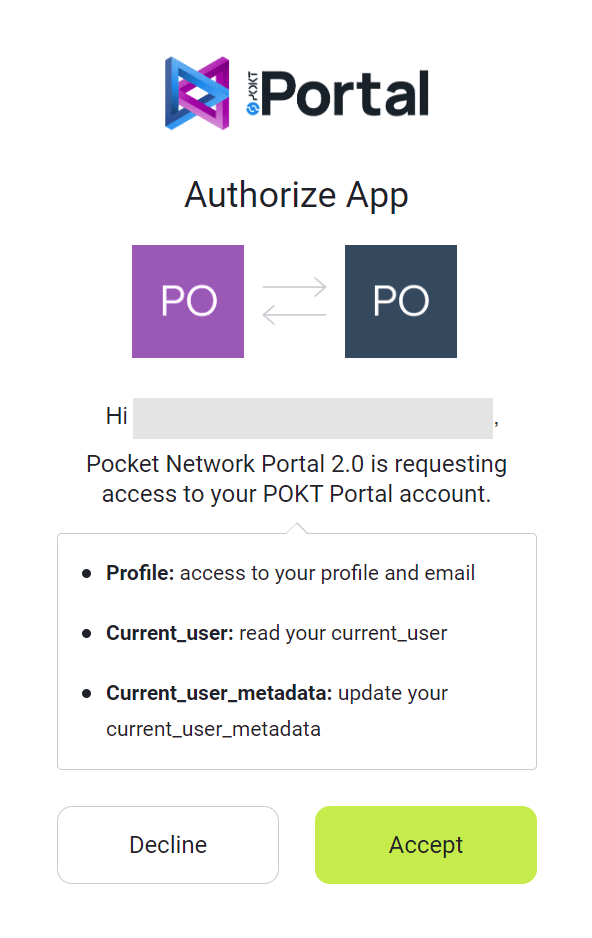 POKT Portal
Authorize App
PO PO
Hi ,
Pocket Network Portal 2.0 is requesting
access to your POKT Portal account.
Profile: access to your profile and email
Current_user: read your current_user
Current_user_metadata: update your
current_user_metadata
Decline Accept